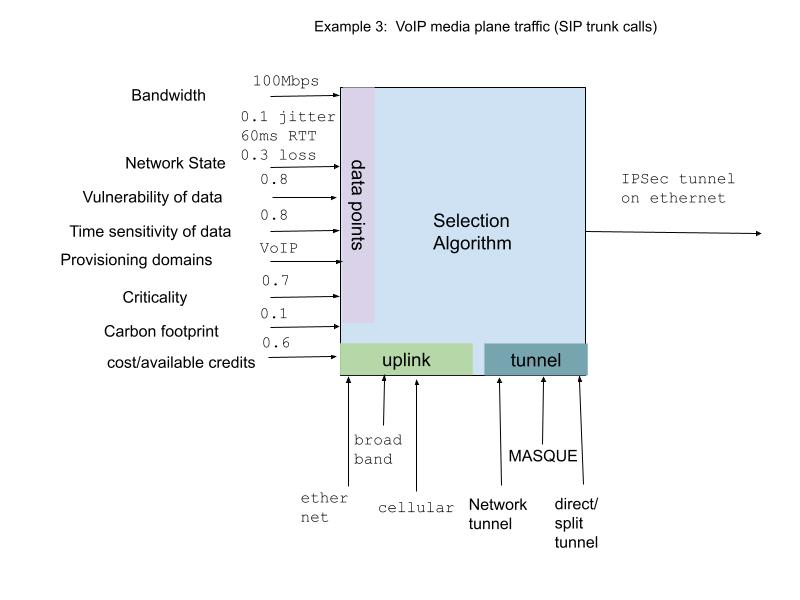 Example 3:  VoIP media plane traffic (SIP trunk calls)
100Mbps
Bandwidth
0.1 jitter
60ms RTT
0.3 loss
Network State
0.8
Vulnerability of data
0.8
Time sensitivity of data
VoIP
Provisioning domains
0.7
Criticality
0.1
Carbon footprint
0.6
cost/available credits
data points
Selection
Algorithm
IPSec tunnel
on ethernet
uplink
tunnel
broad
band
MASQUE
ether
net
cellular
Network
tunnel
direct/
split
tunnel